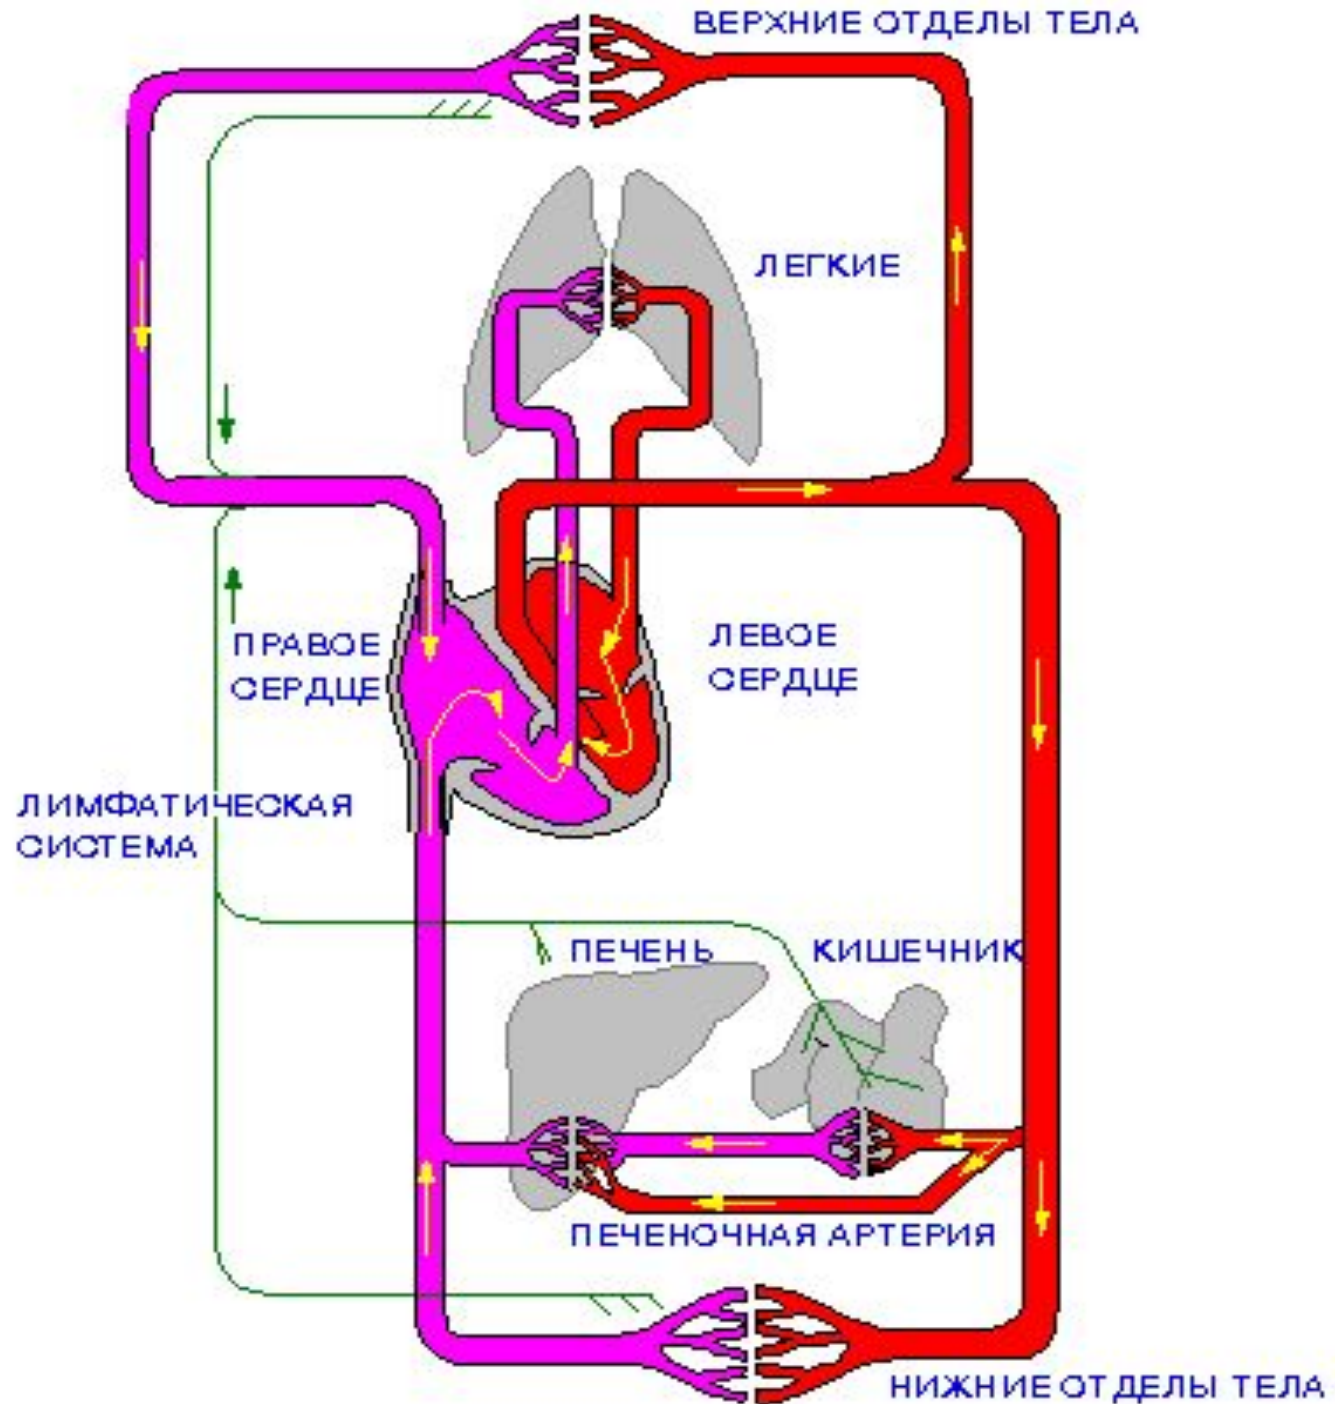 ВЕРХНИЕ ОТДЕЛЫ ТЕЛА
ЛЕГКИЕ
ПРАВОЕ
СЕРДЦЕ
ЛЕВОЕ
СЕРДЦЕ
ЛИМФАТИЧЕСКАЯ
СИСТЕМА
ПЕЧЕНЬ
КИШЕЧНИК
ПЕЧЕНОЧНАЯ АРТЕРИЯ
НИЖНИЕ ОТДЕЛЫ ТЕЛА